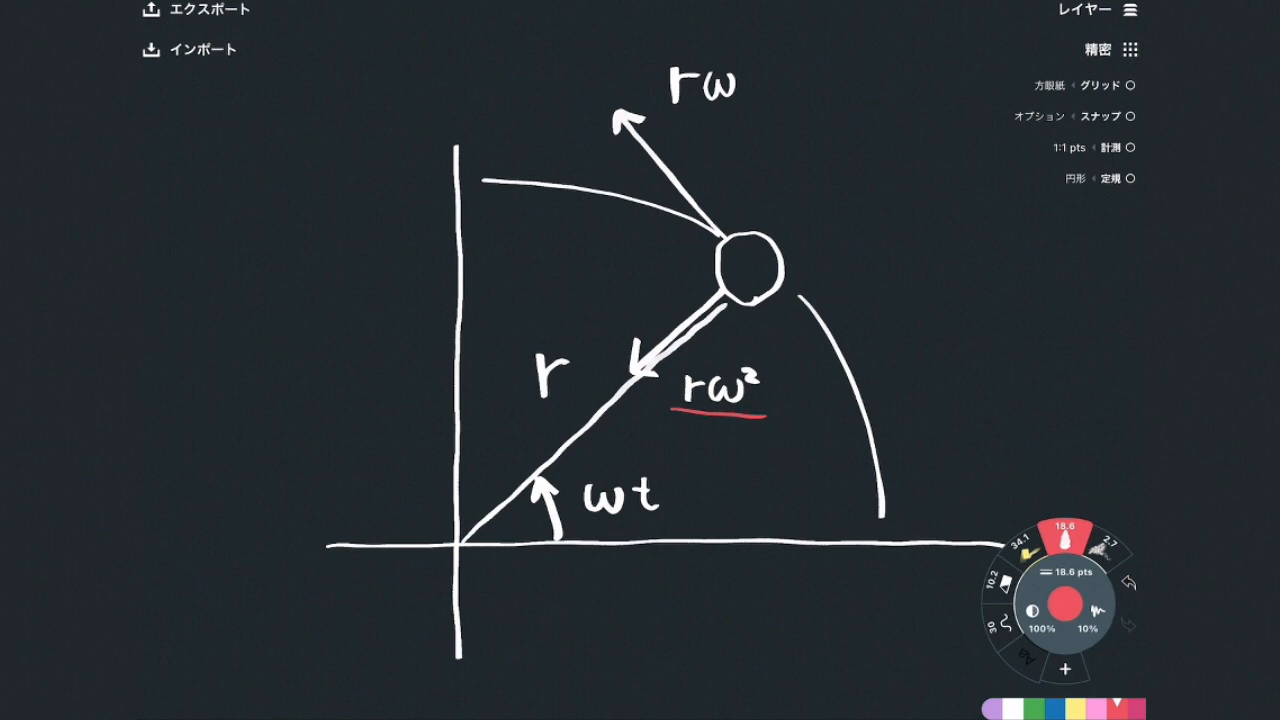 エクスポート
インポート
レイヤー
精密
方眼紙 グリッド
オプション スナップ
1:1 pts 計測
円形 定規
rω
r
rω²
ωt
18.6
34.1
2.7
10.2
18.6 pts
30
100%
10%
Aa
+